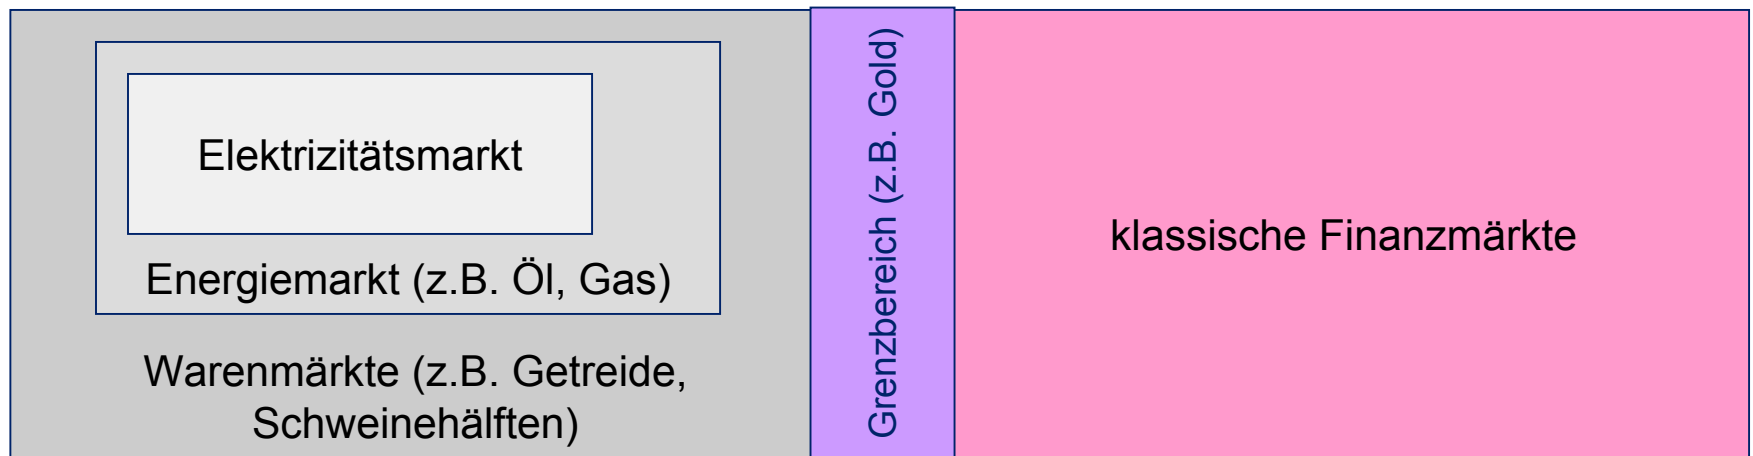 Elektrizitätsmarkt
Energiemarkt (z.B. Öl, Gas)
Warenmärkte (z.B. Getreide,
Schweinehälften)
Grenzbereich (z.B. Gold)
klassische Finanzmärkte